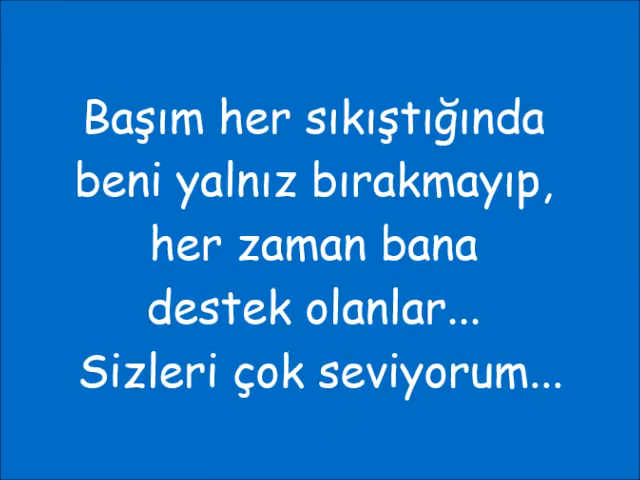 Başım her sıkıştığında
beni yalnız bırakmayıp,
her zaman bana
destek olanlar...
Sizleri çok seviyorum...